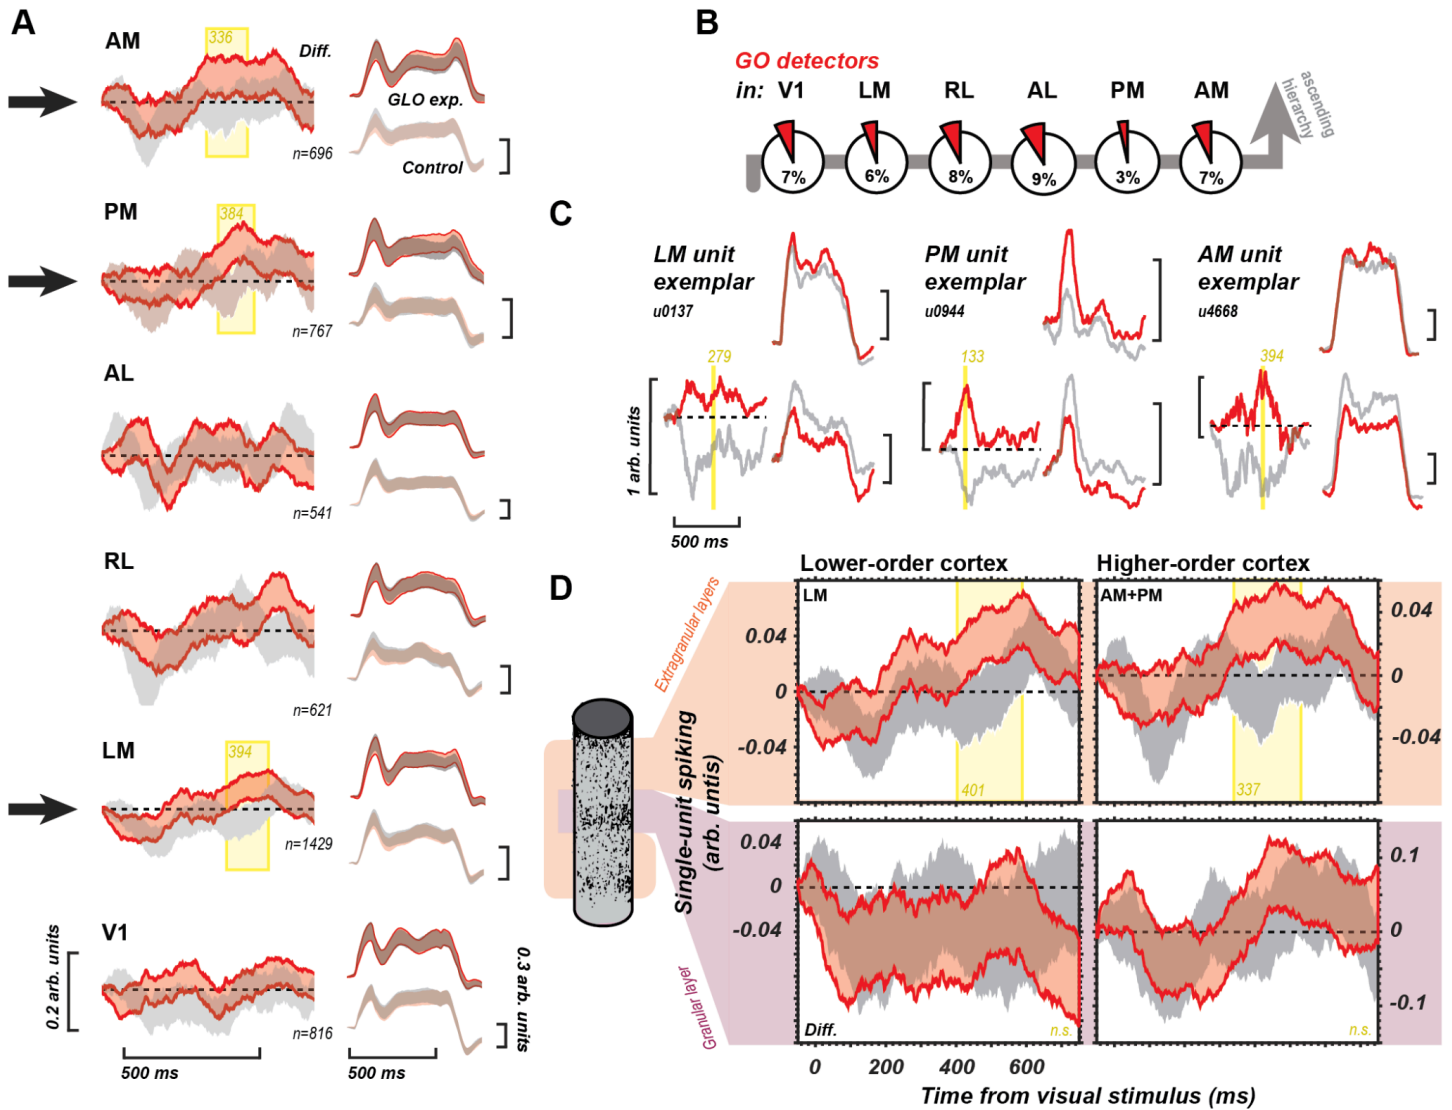 A
AM
336
Diff.
GLO exp.
n=696
Control
PM
384
n=767
AL
n=541
RL
n=621
LM
394
n=1429
V1
0.2 arb. units
n=816
0.3 arb. units
500 ms
500 ms
B
GO detectors
in: V1 LM RL AL PM AM
7% 6% 8% 9% 3% 7%
ascending
hierarchy
C
LM unit
exemplar
u0137
279
1 arb. units
500 ms
PM unit
exemplar
u0944
133
AM unit
exemplar
u4668
394
D
Extragranular layers
Granular layer
Single-unit spiking
(arb. untis)
Lower-order cortex
Higher-order cortex
LM
0.04
0
-0.04
401
AM+PM
0.04
0
-0.04
337
0.04
0
-0.04
Diff.
n.s.
0.1
0
-0.1
n.s.
0 200 400 600
Time from visual stimulus (ms)